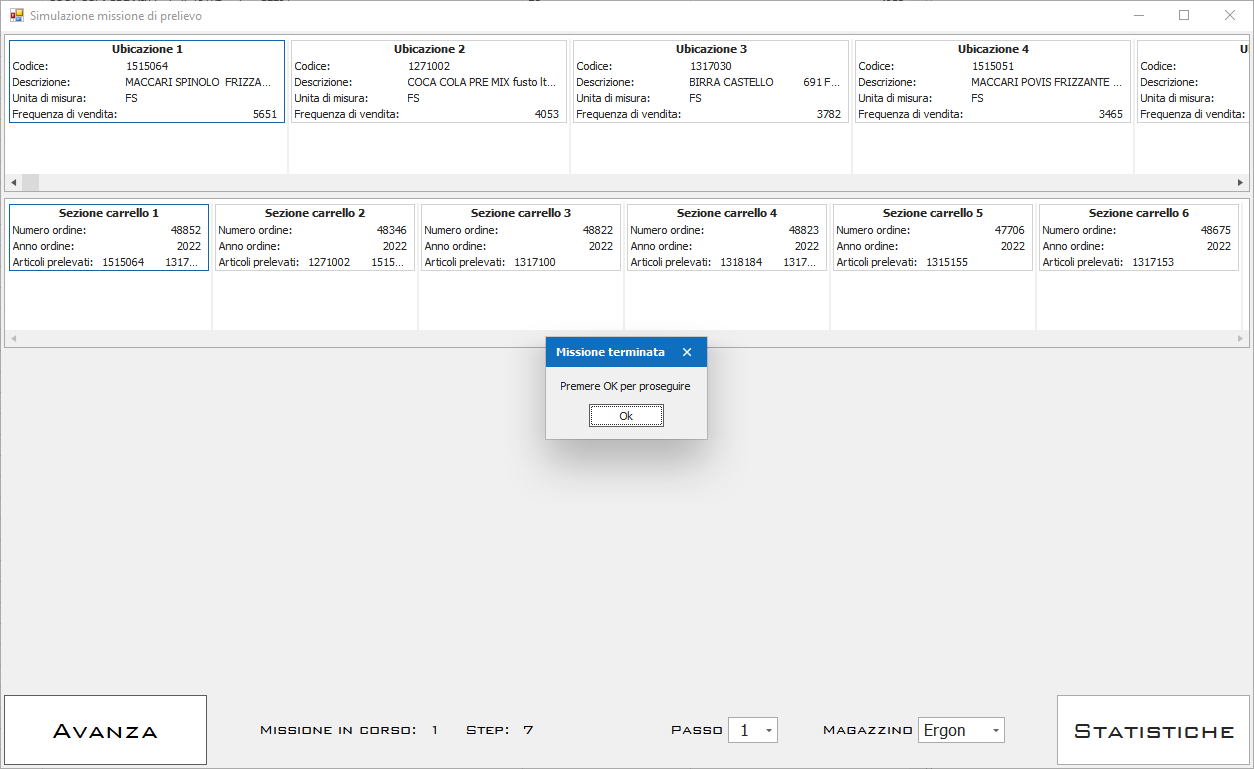 Simulazione missione di prelievo
Ubicazione 1
Codice: 1515064
Descrizione: MACCARI SPINOLO FRIZZA...
Unita di misura: FS
Frequenza di vendita: 5651
Ubicazione 2
Codice: 1271002
Descrizione: COCA COLA PRE MIX fusto lt...
Unita di misura: FS
Frequenza di vendita: 4053
Ubicazione 3
Codice: 1317030
Descrizione: BIRRA CASTELLO 691 F...
Unita di misura: FS
Frequenza di vendita: 3782
Ubicazione 4
Codice: 1515051
Descrizione: MACCARI POVIS FRIZZANTE ...
Unita di misura: FS
Frequenza di vendita: 3465
U
Codice:
Descrizione:
Unita di misura:
Frequenza di vendita:
Sezione carrello 1
Numero ordine: 48852
Anno ordine: 2022
Articoli prelevati: 1515064 1317...
Sezione carrello 2
Numero ordine: 48346
Anno ordine: 2022
Articoli prelevati: 1271002 1515...
Sezione carrello 3
Numero ordine: 48822
Anno ordine: 2022
Articoli prelevati: 1317100
Sezione carrello 4
Numero ordine: 48823
Anno ordine: 2022
Articoli prelevati: 1318184 1317...
Sezione carrello 5
Numero ordine: 47706
Anno ordine: 2022
Articoli prelevati: 1315155
Sezione carrello 6
Numero ordine: 48675
Anno ordine: 2022
Articoli prelevati: 1317153
Missione terminata
Premere OK per proseguire
Ok
Avanza
Missione in corso: 1 Step: 7
Passo 1
Magazzino Ergon
Statistiche